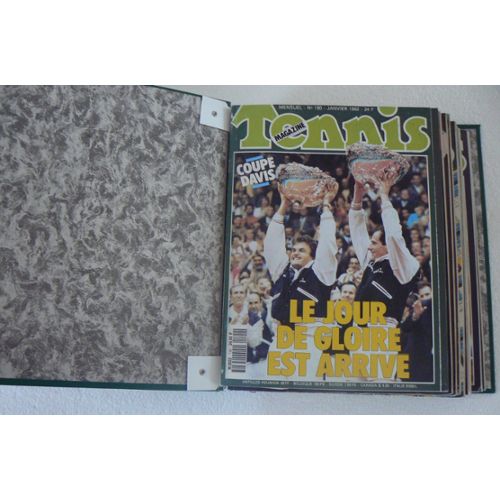 MENSUEL - N° 190 - JANVIER 1992 - 24 F
Tennis
MAGAZINE
COUPE
DAVIS
LE JOUR
DE GLOIRE
EST ARRIVE